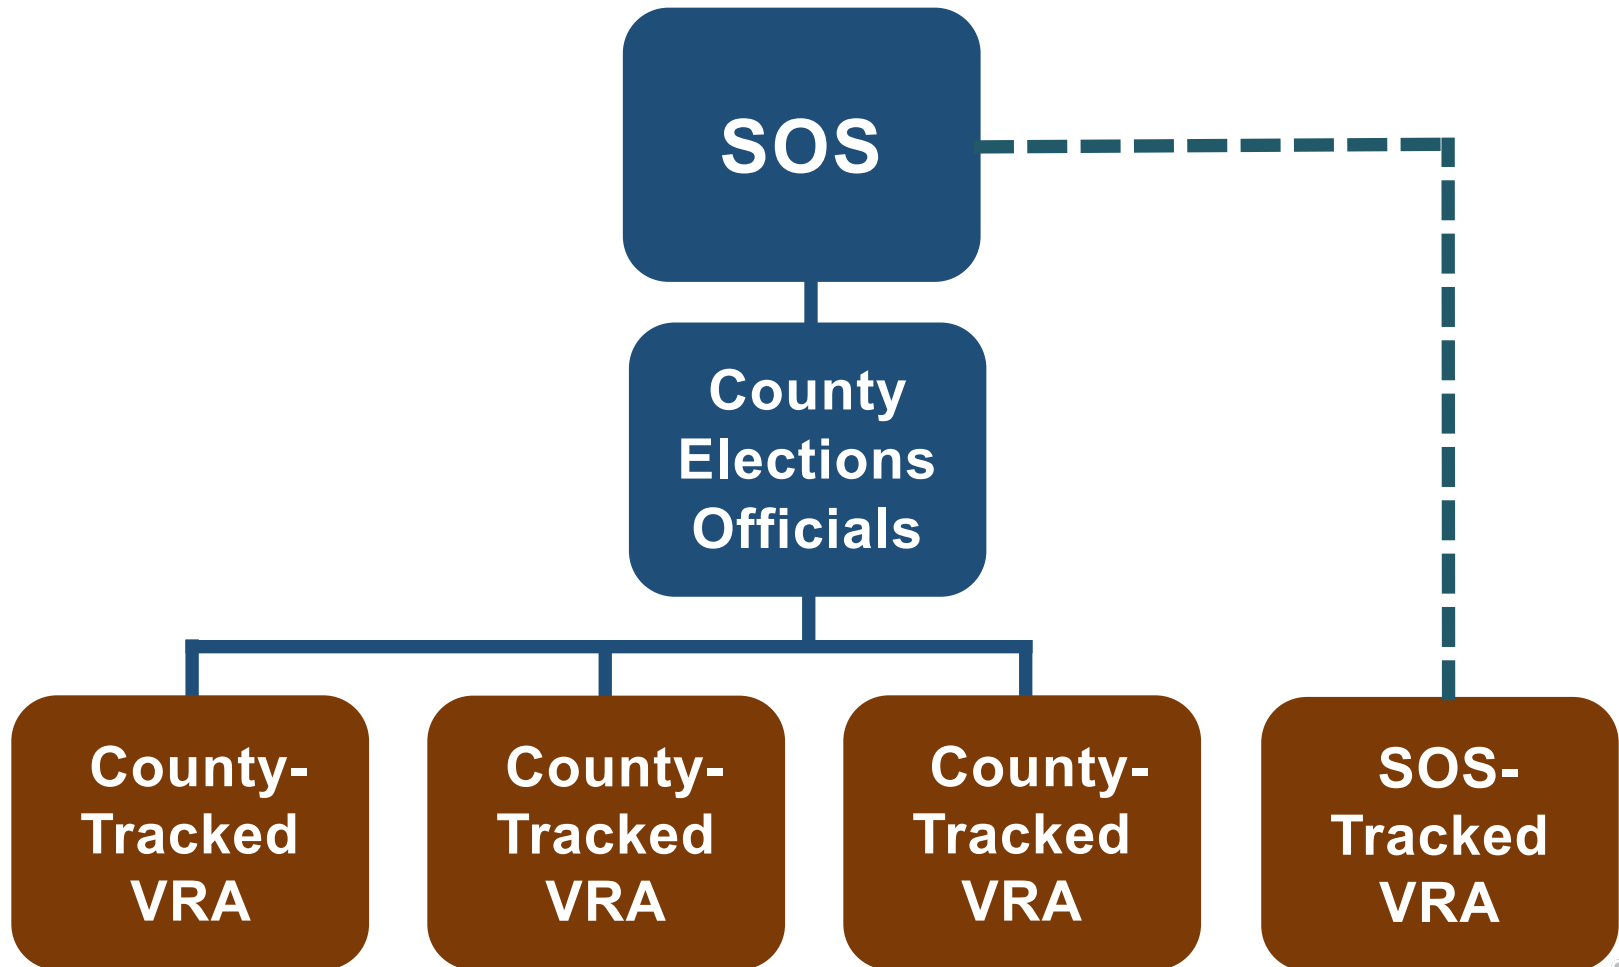 SOS
County
Elections
Officials
County-
Tracked
VRA
County-
Tracked
VRA
County-
Tracked
VRA
SOS-
Tracked
VRA